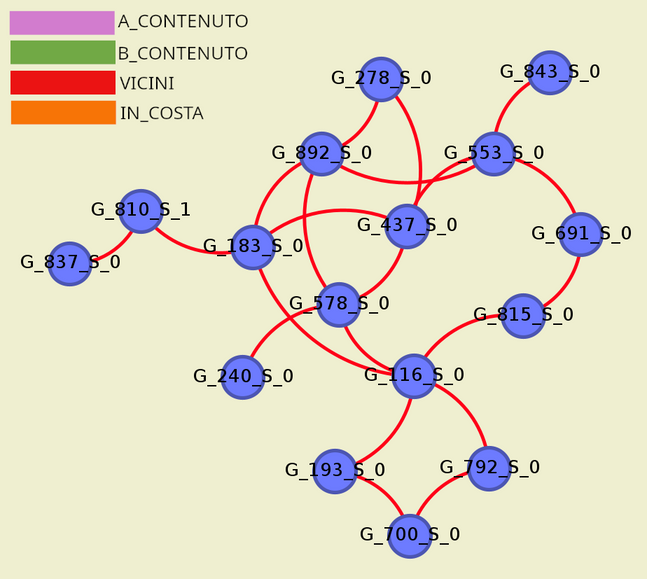 A_CONTENUTO
B_CONTENUTO
VICINI
IN_COSTA
G_278_S_0
G_843_S_0
G_892_S_0
G_553_S_0
G_810_S_1
G_437_S_0
G_691_S_0
G_183_S_0
G_837_S_0
G_578_S_0
G_815_S_0
G_240_S_0
G_116_S_0
G_193_S_0
G_792_S_0
G_700_S_0